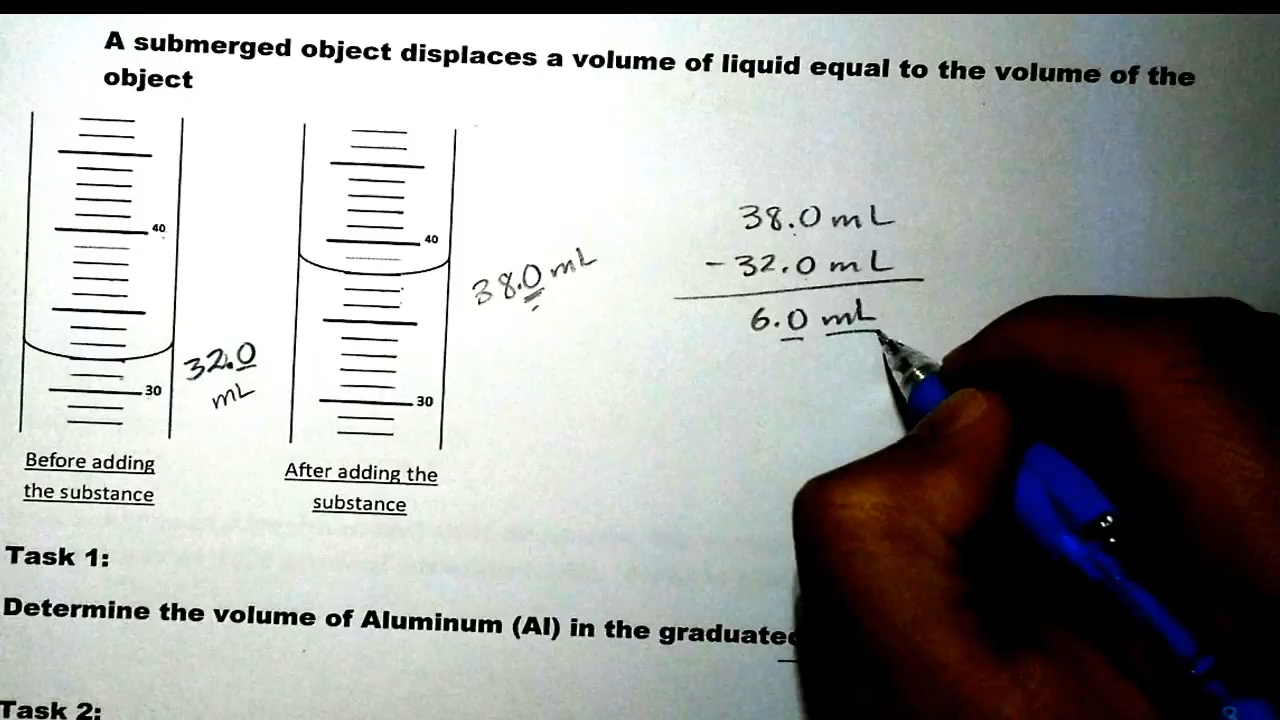 A submerged object displaces a volume of liquid equal to the volume of the
object
40
30
32.0
mL
Before adding
the substance
40
30
38.0 mL
After adding the
substance
38.0 mL
- 32.0 mL
6.0 mL
Task 1:
Determine the volume of Aluminum (Al) in the graduated
Task 2: